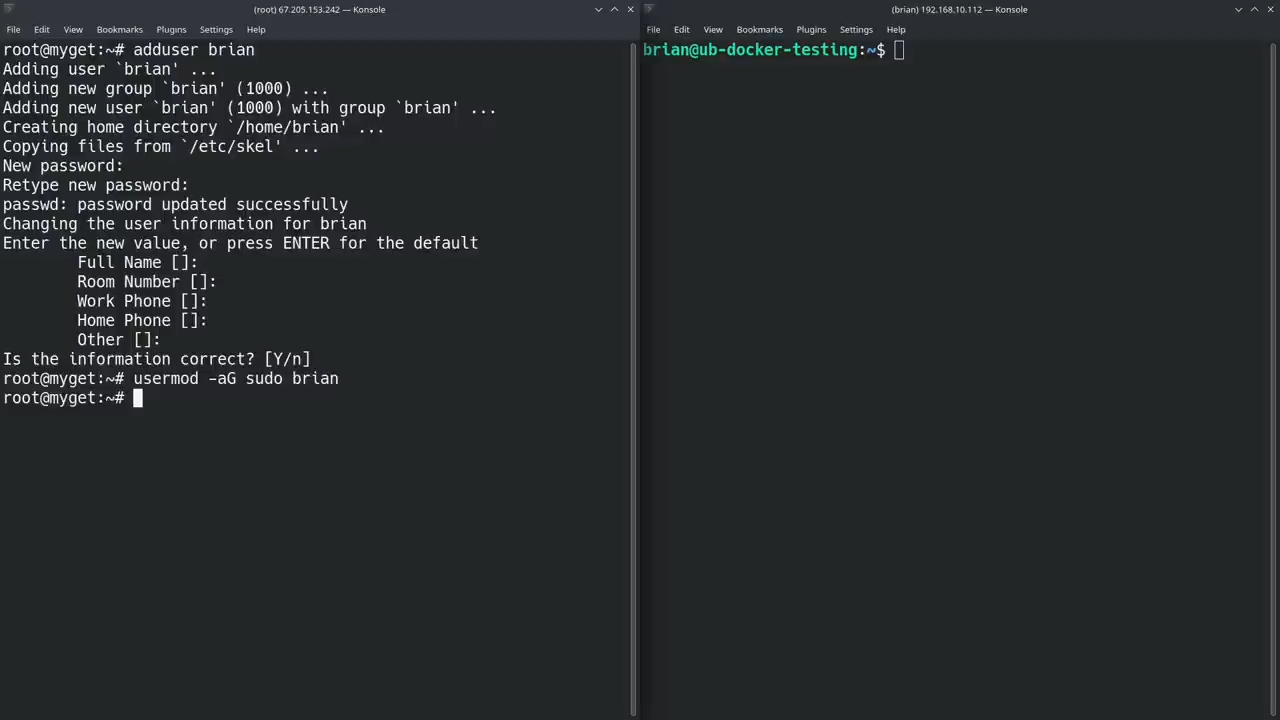 (root) 67.205.153.242 — Konsole
File Edit View Bookmarks Plugins Settings Help
root@myget:~# adduser brian
Adding user `brian' ...
Adding new group `brian' (1000) ...
Adding new user `brian' (1000) with group `brian' ...
Creating home directory `/home/brian' ...
Copying files from `/etc/skel' ...
New password:
Retype new password:
passwd: password updated successfully
Changing the user information for brian
Enter the new value, or press ENTER for the default
Full Name []:
Room Number []:
Work Phone []:
Home Phone []:
Other []:
Is the information correct? [Y/n]
root@myget:~# usermod -aG sudo brian
root@myget:~#
(brian) 192.168.10.112 — Konsole
File Edit View Bookmarks Plugins Settings Help
brian@ub-docker-testing:~$